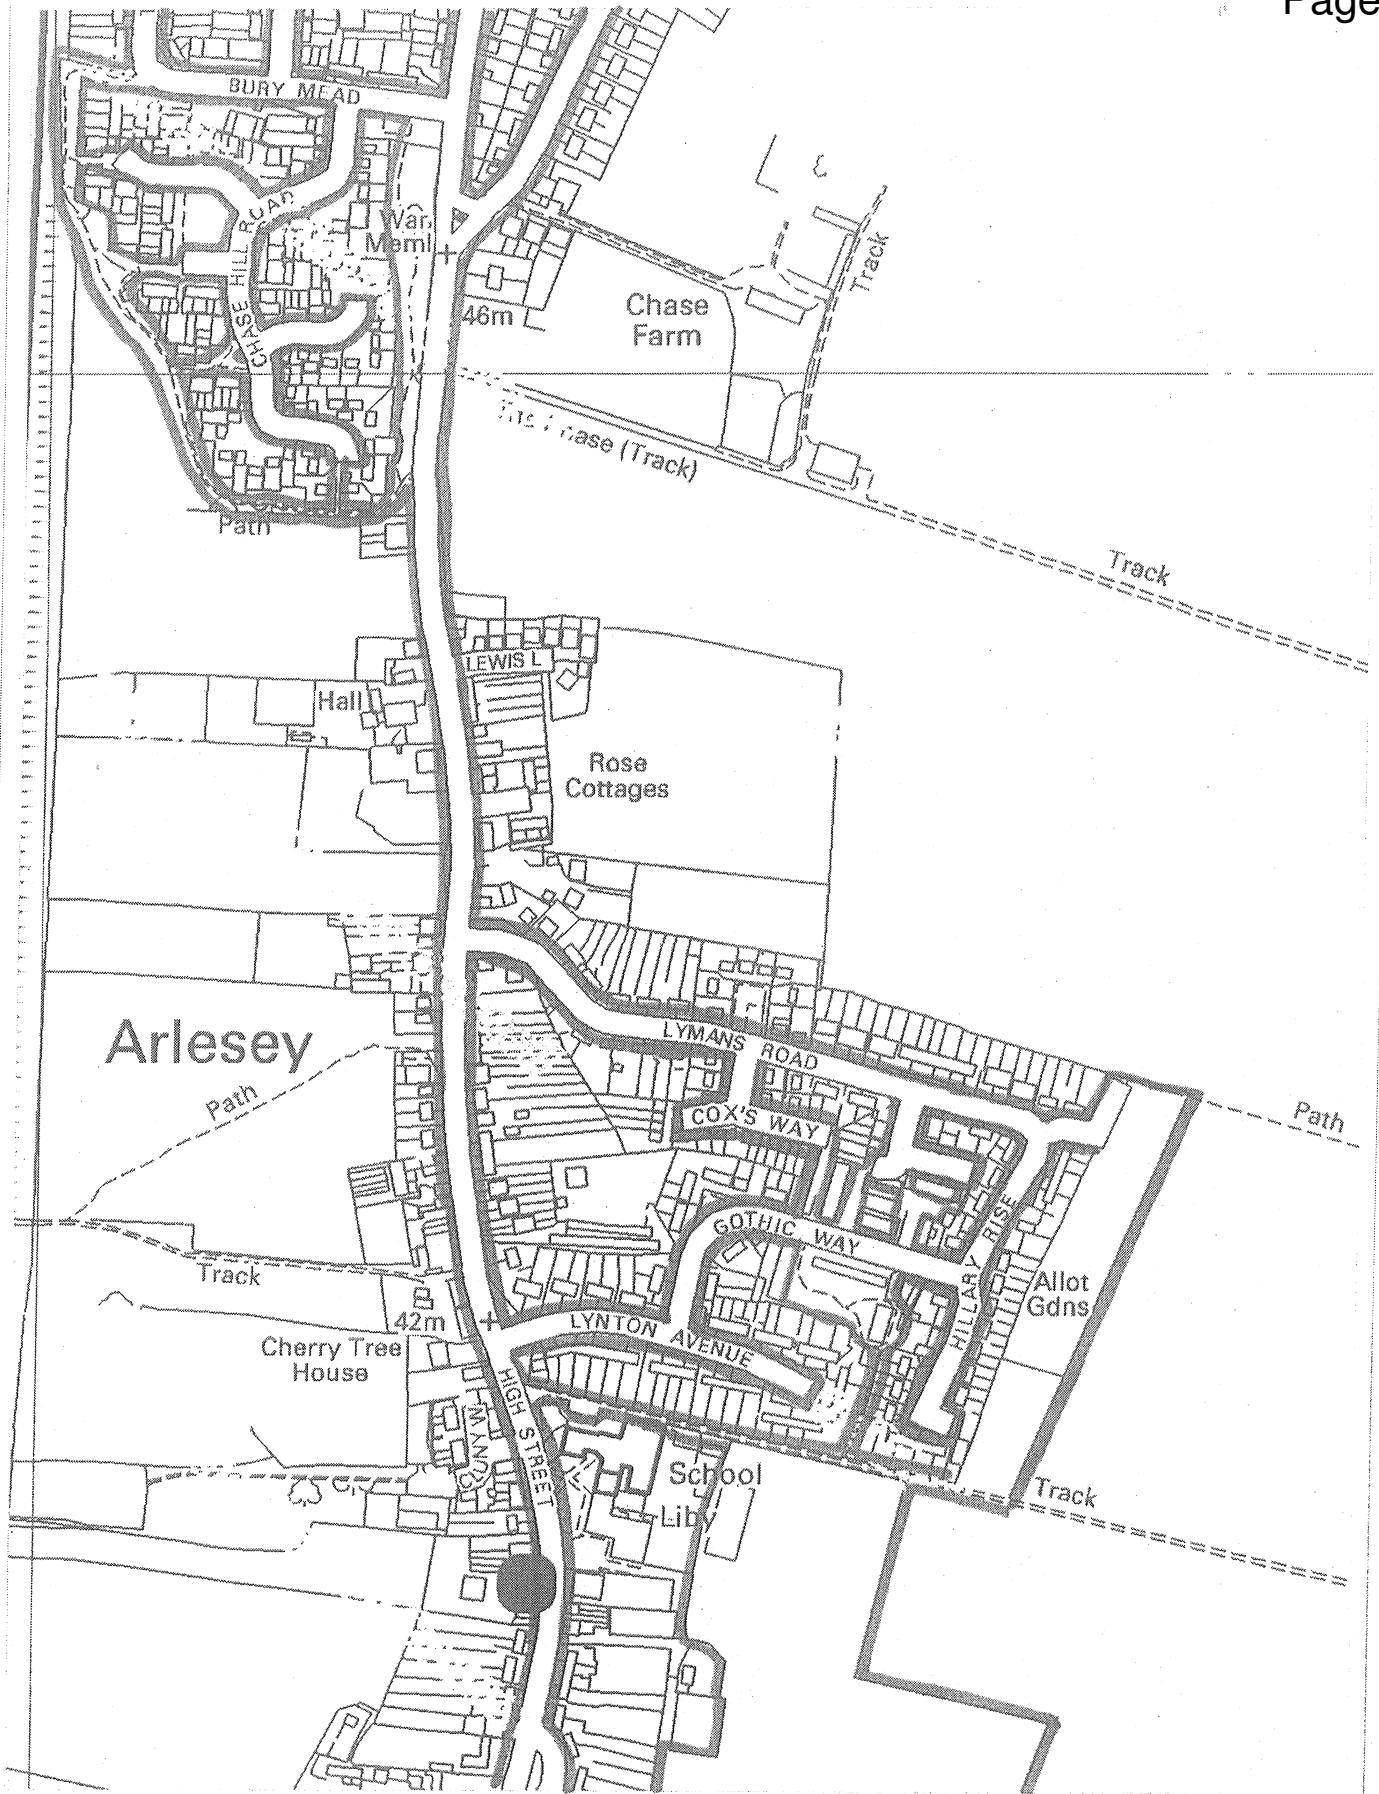 Page
BURY MEAD
CHASE HILL ROAD
War
Meml
46m
Chase
Farm
Track
ase (Track)
Track
Path
LEWIS L
Hall
Rose
Cottages
Arlesey
Path
LYMANS ROAD
COX'S WAY
Path
GOTHIC WAY
HILLARY RISE
Allot
Gdns
Track
42m
LYNTON AVENUE
Cherry Tree
House
HIGH STREET
School
Liby
Track